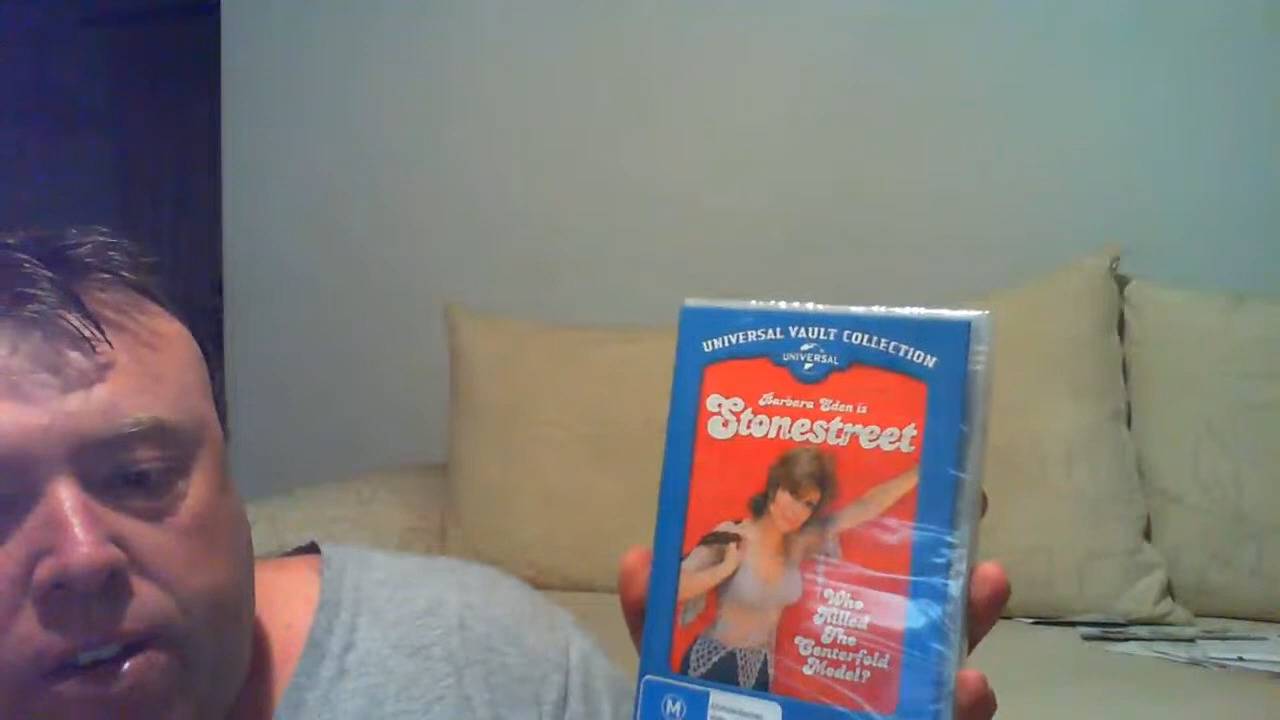 UNIVERSAL VAULT COLLECTION
UNIVERSAL
Barbara Eden is
Stonestreet
Who
Killed
The
Centerfold
Model?
M